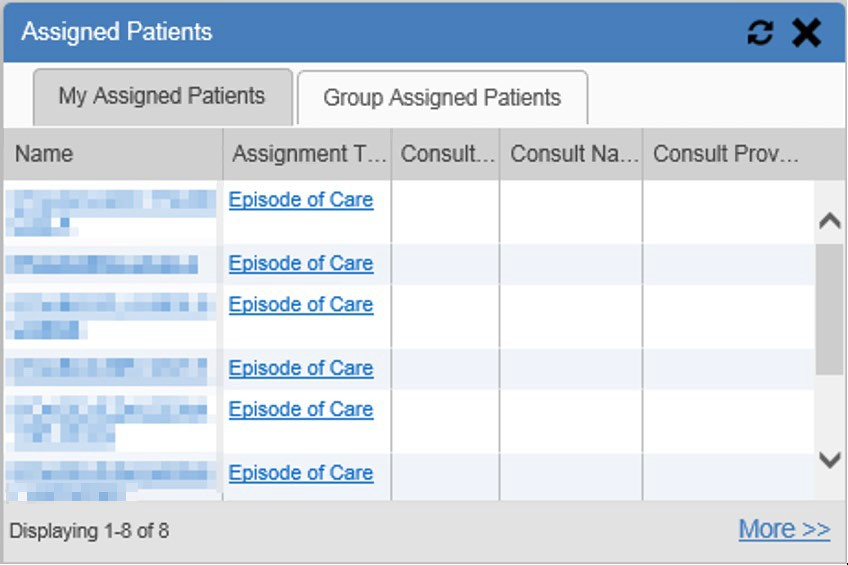 Assigned Patients
My Assigned Patients Group Assigned Patients
Name Assignment T... Consult... Consult Na... Consult Prov...
Episode of Care
Episode of Care
Episode of Care
Episode of Care
Episode of Care
Episode of Care
Displaying 1-8 of 8 More >>